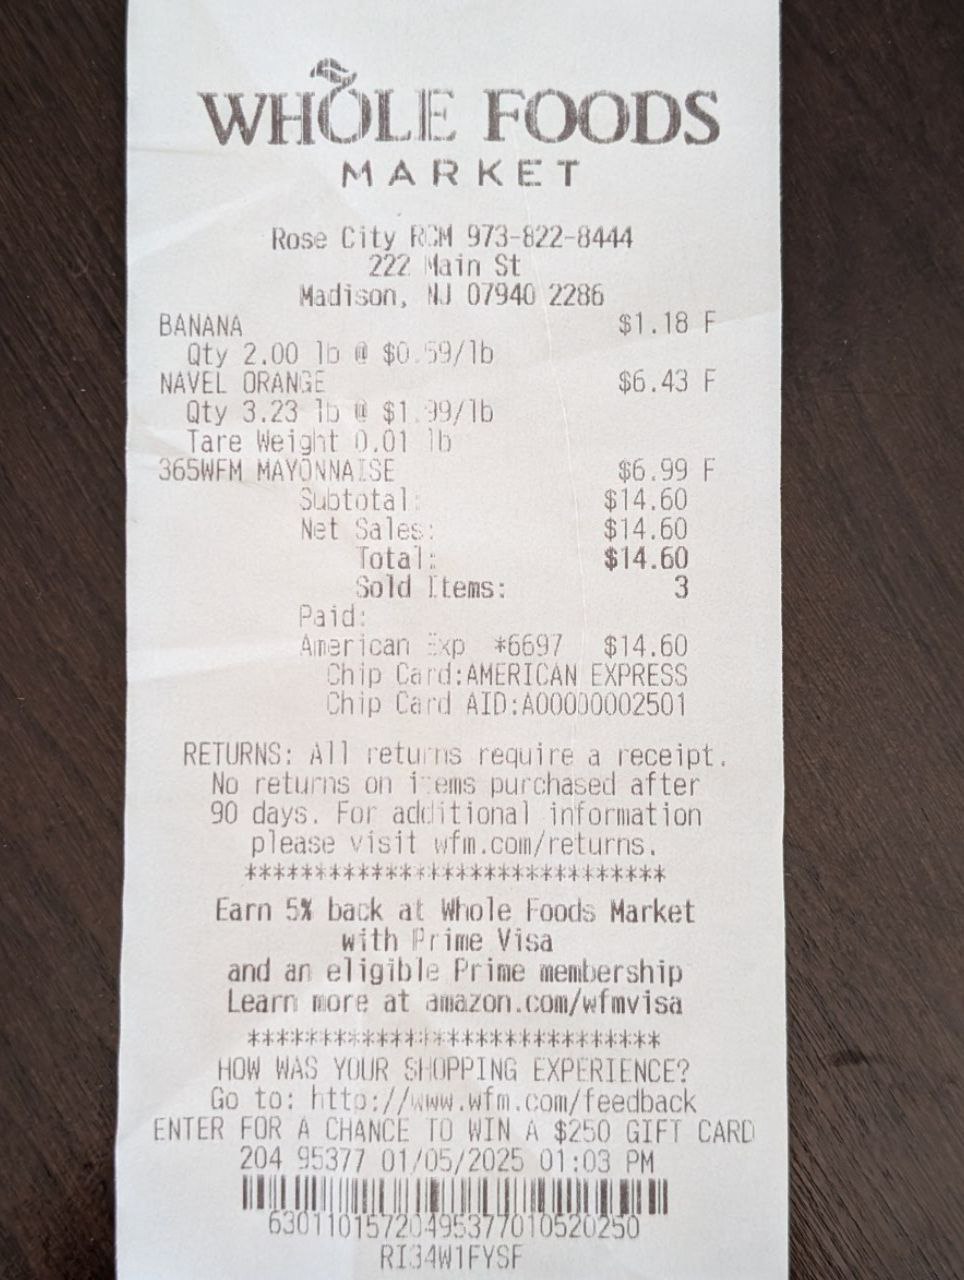 WHOLE FOODS
MARKET
Rose City RCM 973-822-8444
222 Main St
Madison, NJ 07940 2286
BANANA $1.18 F
Qty 2.00 lb @ $0.59/lb
NAVEL ORANGE $6.43 F
Qty 3.23 lb @ $1.99/lb
Tare Weight 0.01 lb
365WFM MAYONNAISE $6.99 F
Subtotal: $14.60
Net Sales: $14.60
Total: $14.60
Sold Items: 3
Paid:
American Exp *6697 $14.60
Chip Card:AMERICAN EXPRESS
Chip Card AID:A00000002501
RETURNS: All returns require a receipt.
No returns on items purchased after
90 days. For additional information
please visit wfm.com/returns.
******************************
Earn 5% back at Whole Foods Market
with Prime Visa
and an eligible Prime membership
Learn more at amazon.com/wfmvisa
******************************
HOW WAS YOUR SHOPPING EXPERIENCE?
Go to: http://www.wfm.com/feedback
ENTER FOR A CHANCE TO WIN A $250 GIFT CARD
204 95377 01/05/2025 01:03 PM
63011015720495377010520250
RI34W1FYSF